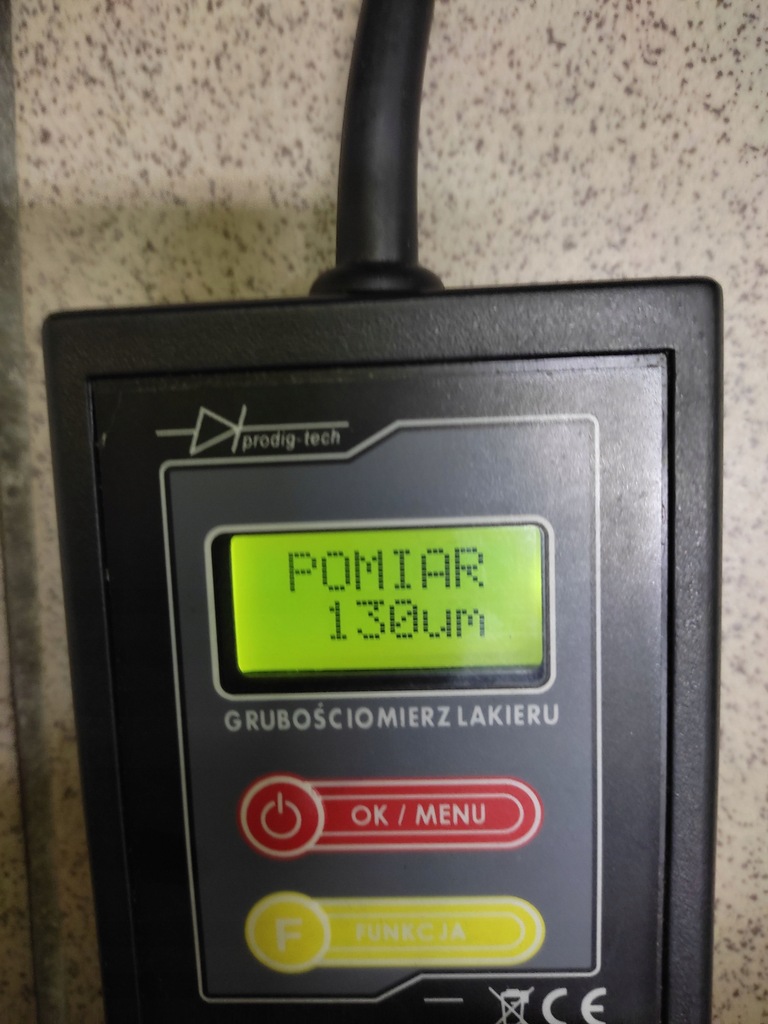 prodig-tech
POMIAR
130um
GRUBOŚCIOMIERZ LAKIERU
OK / MENU
F FUNKCJA
CE